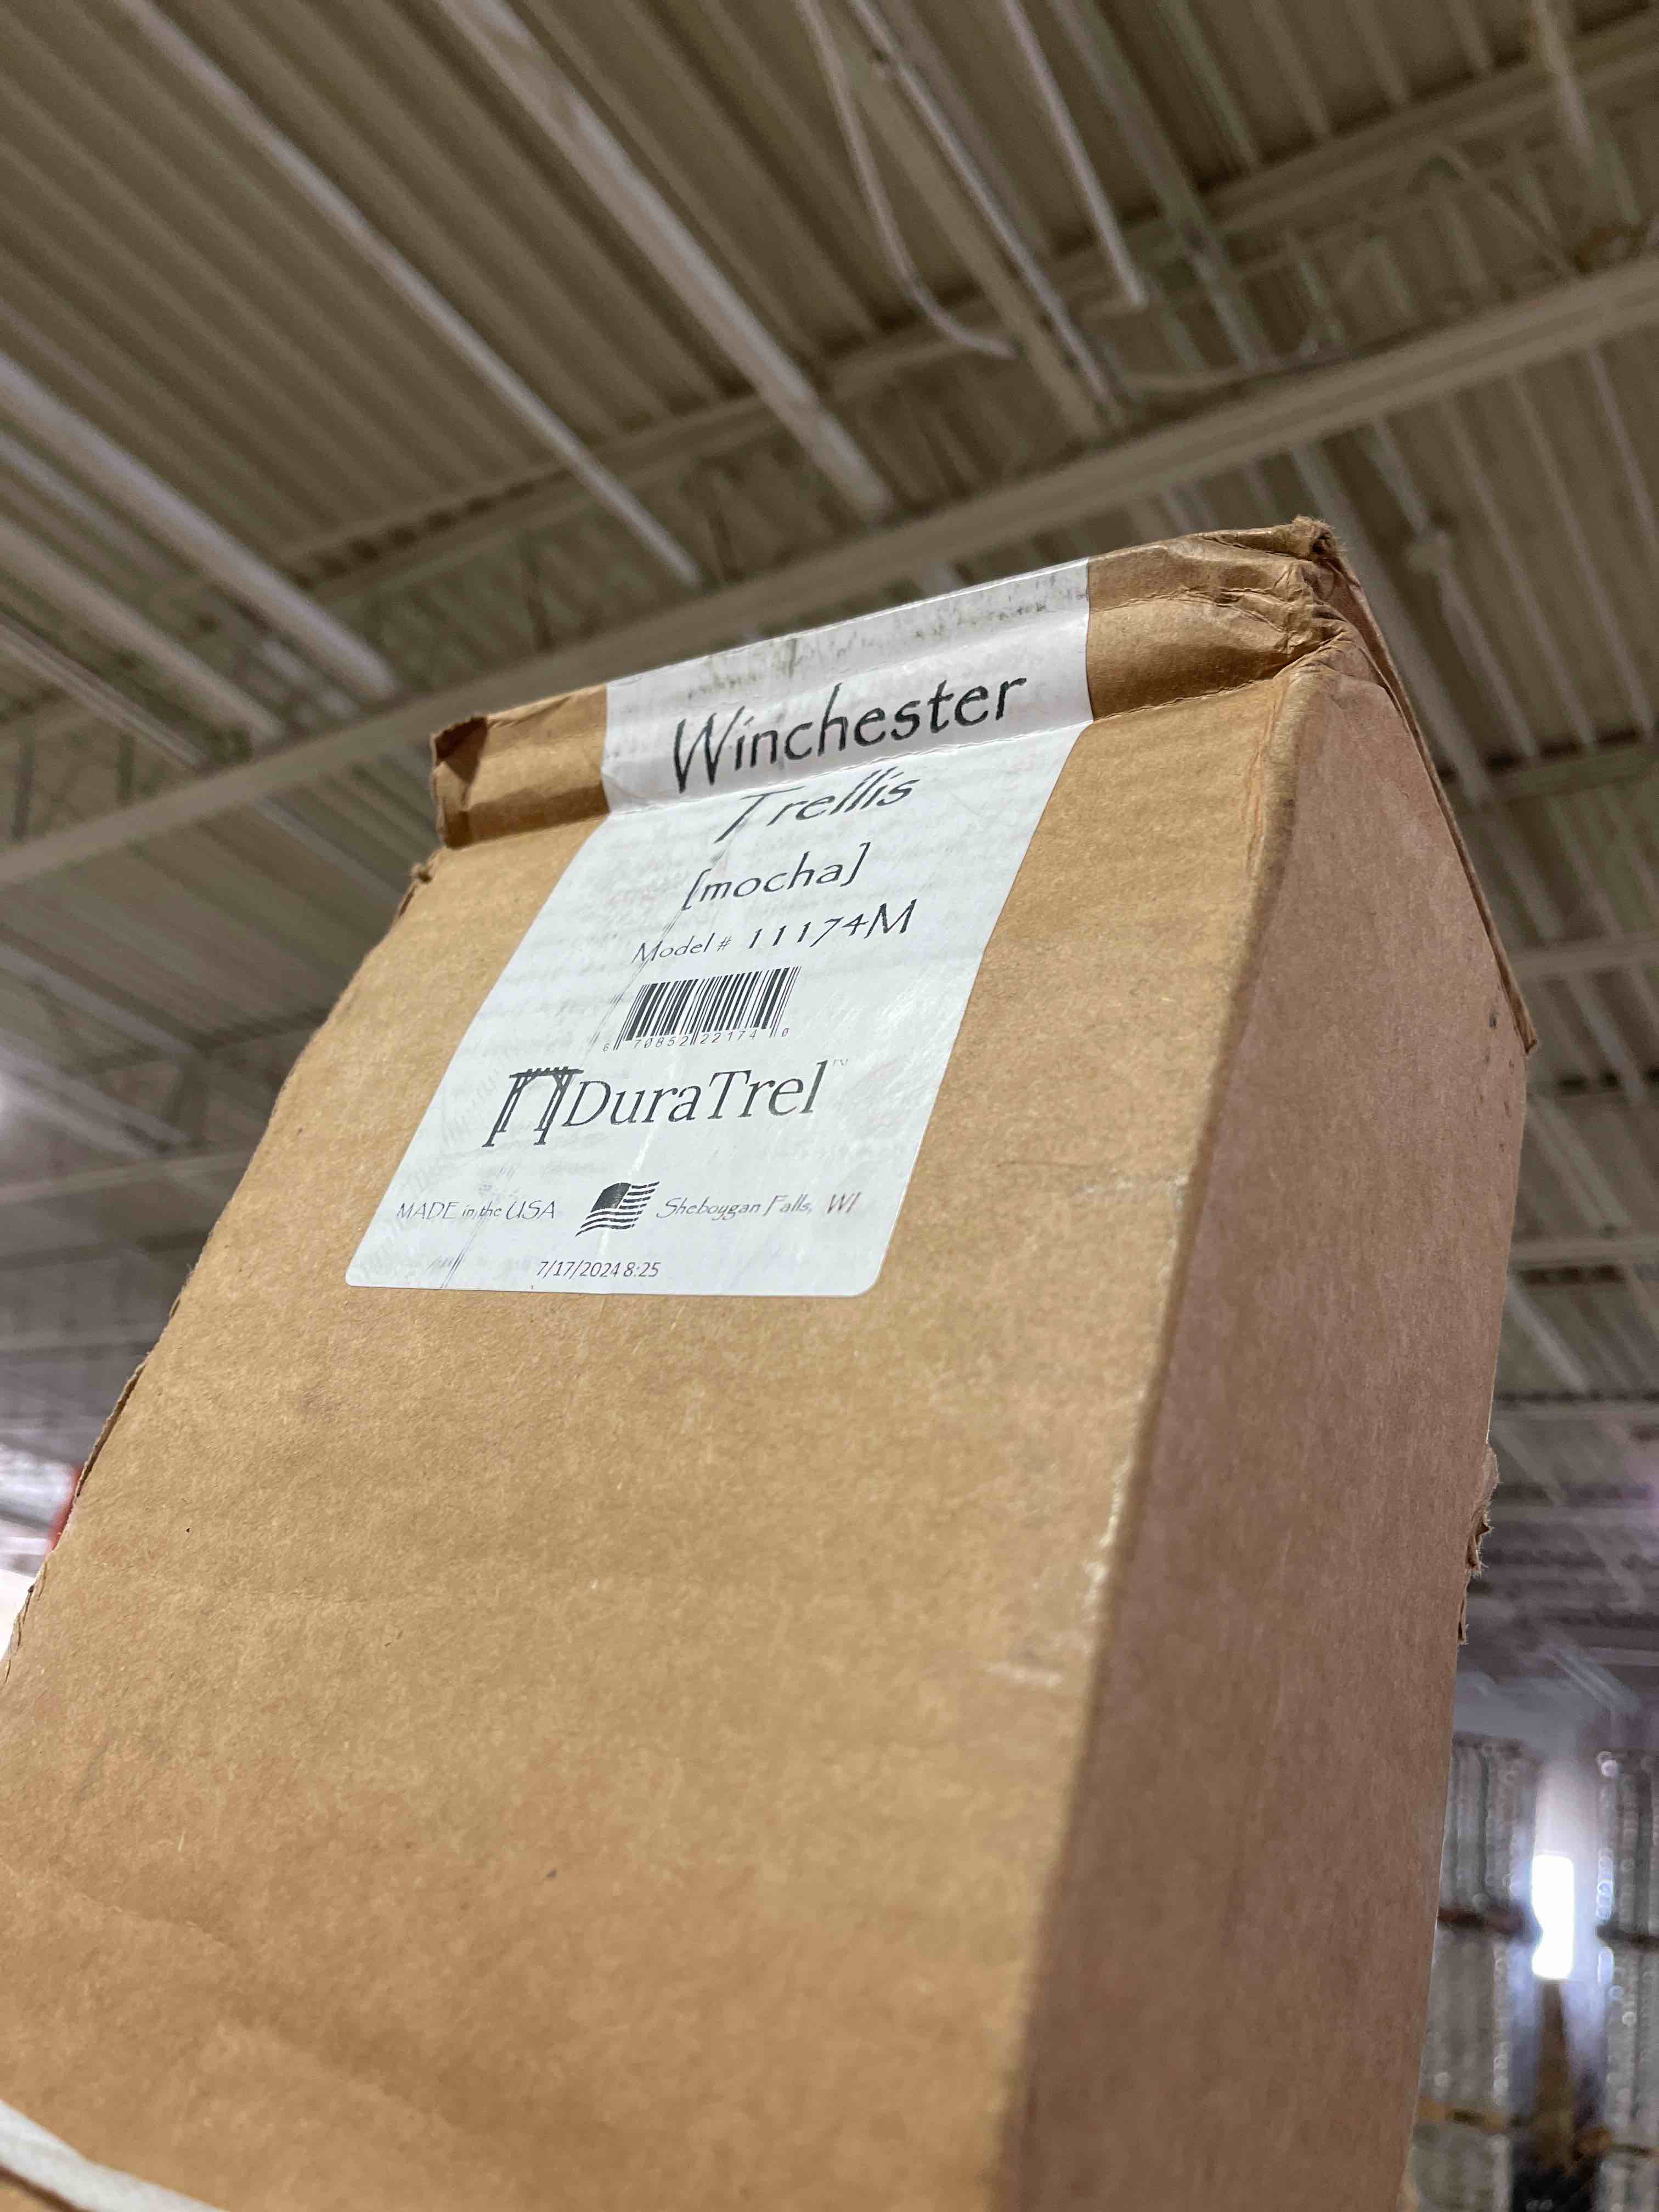 Winchester
Trellis
[mocha]
Model # 11174M
6 70852 22174 0
DuraTrel™
MADE in the USA Sheboygan Falls, WI
7/17/2024 8:25